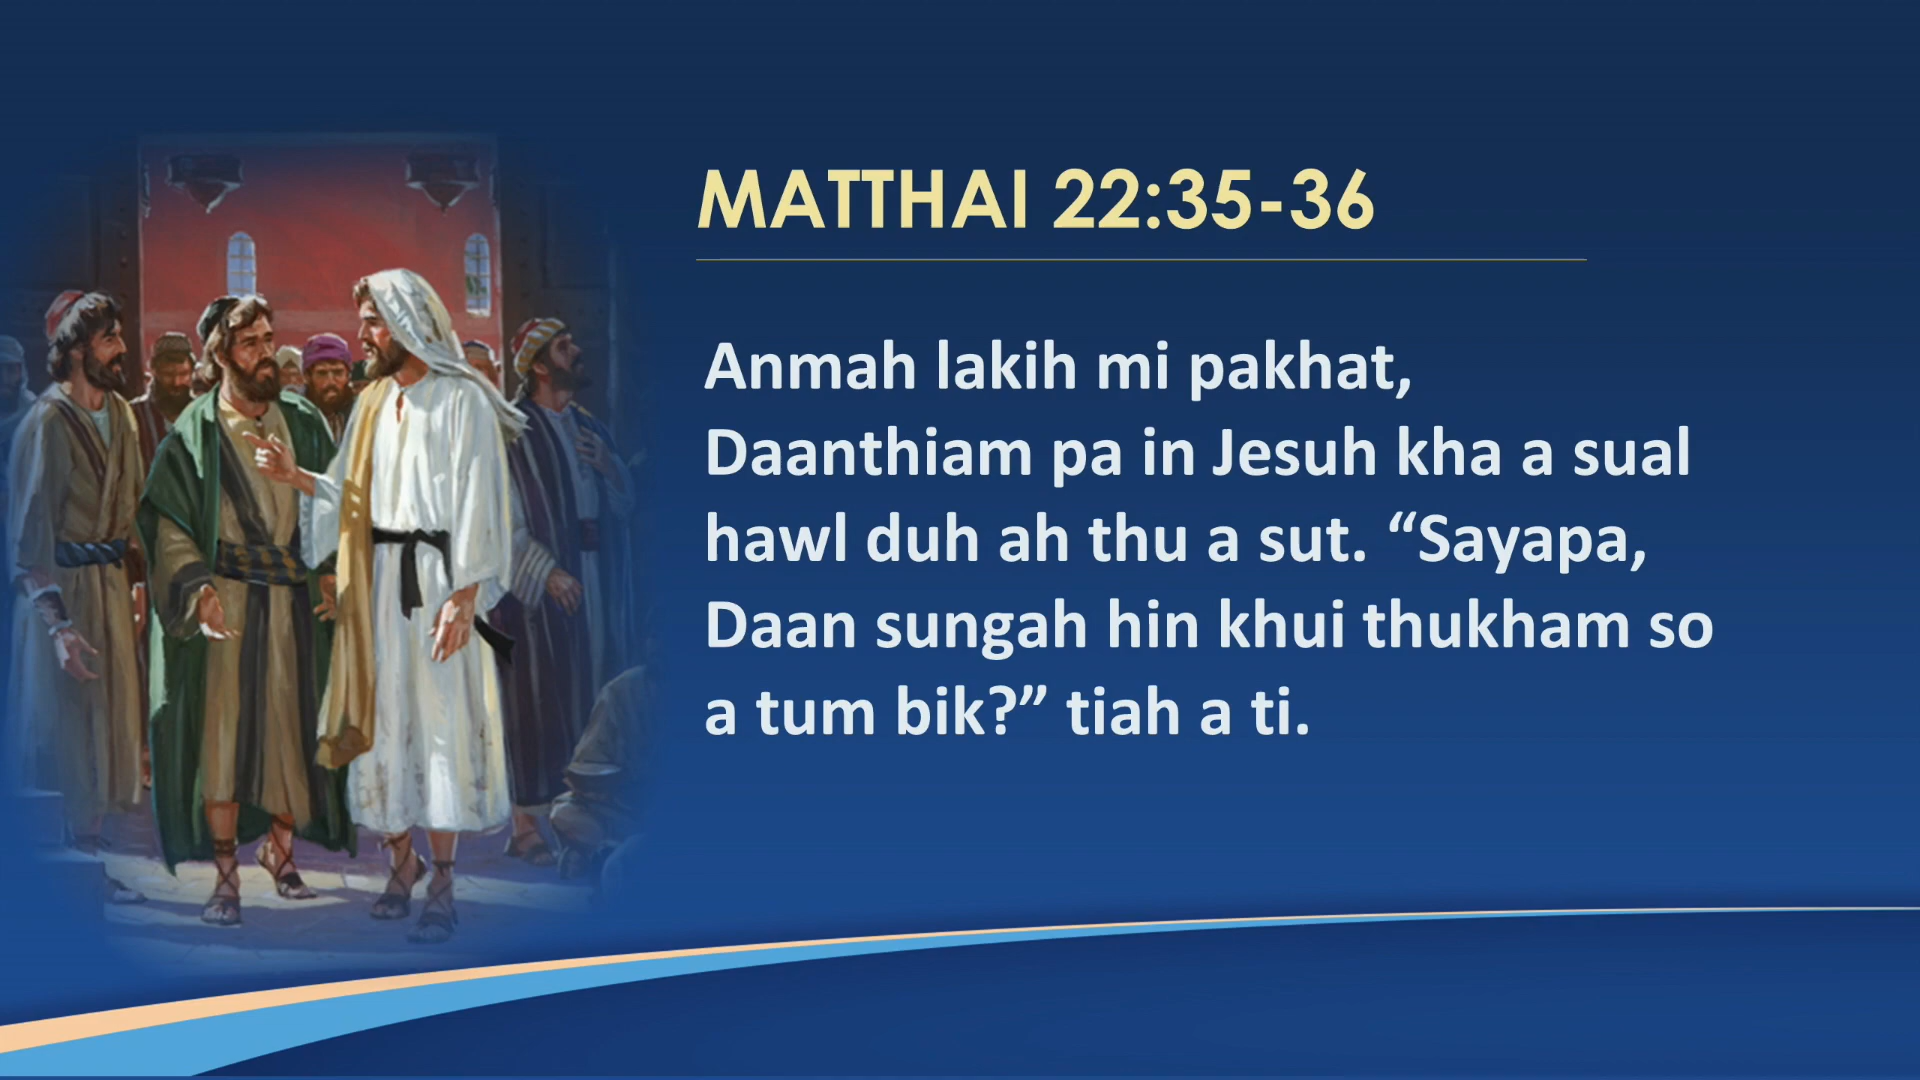 MATTHAI 22:35-36
Anmah lakih mi pakhat,
Daanthiam pa in Jesuh kha a sual
hawl duh ah thu a sut. “Sayapa,
Daan sungah hin khui thukham so
a tum bik?” tiah a ti.